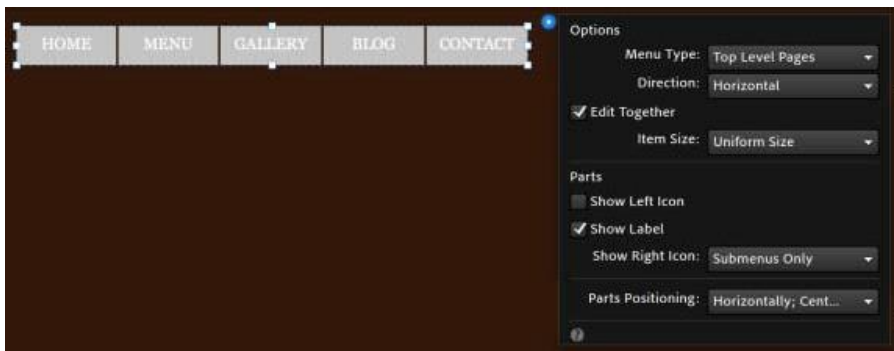 HOME MENU GALLERY BLOG CONTACT
Options
Menu Type: Top Level Pages
Direction: Horizontal
Edit Together
Item Size: Uniform Size
Parts
Show Left Icon
Show Label
Show Right Icon: Submenus Only
Parts Positioning: Horizontally; Cent...
?